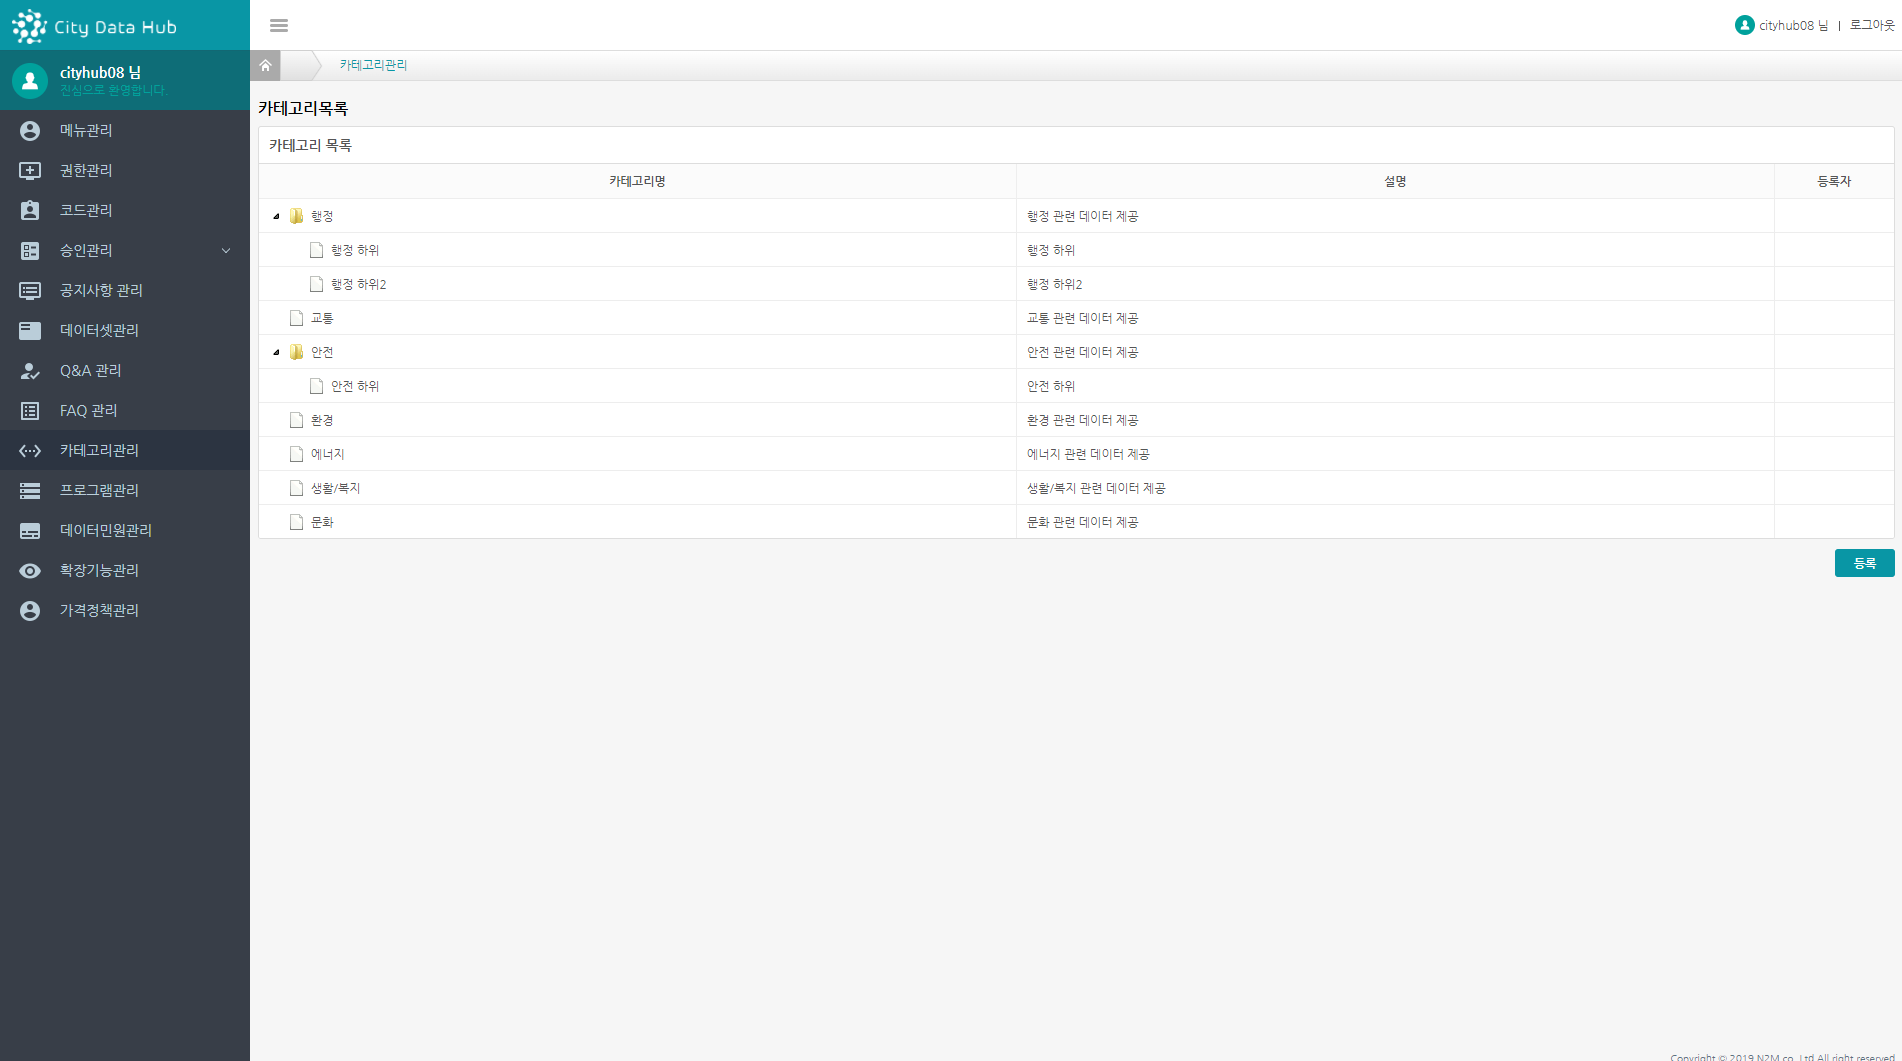 City Data Hub
cityhub08 님 | 로그아웃
cityhub08 님
진심으로 환영합니다.
메뉴관리
권한관리
코드관리
승인관리
공지사항 관리
데이터셋관리
Q&A 관리
FAQ 관리
카테고리관리
프로그램관리
데이터민원관리
확장기능관리
가격정책관리
카테고리관리
카테고리목록
카테고리 목록
카테고리명 설명 등록자
행정 행정 관련 데이터 제공
행정 하위 행정 하위
행정 하위2 행정 하위2
교통 교통 관련 데이터 제공
안전 안전 관련 데이터 제공
안전 하위 안전 하위
환경 환경 관련 데이터 제공
에너지 에너지 관련 데이터 제공
생활/복지 생활/복지 관련 데이터 제공
문화 문화 관련 데이터 제공
등록
Copyright © 2019 N2M co. Ltd All right reserved